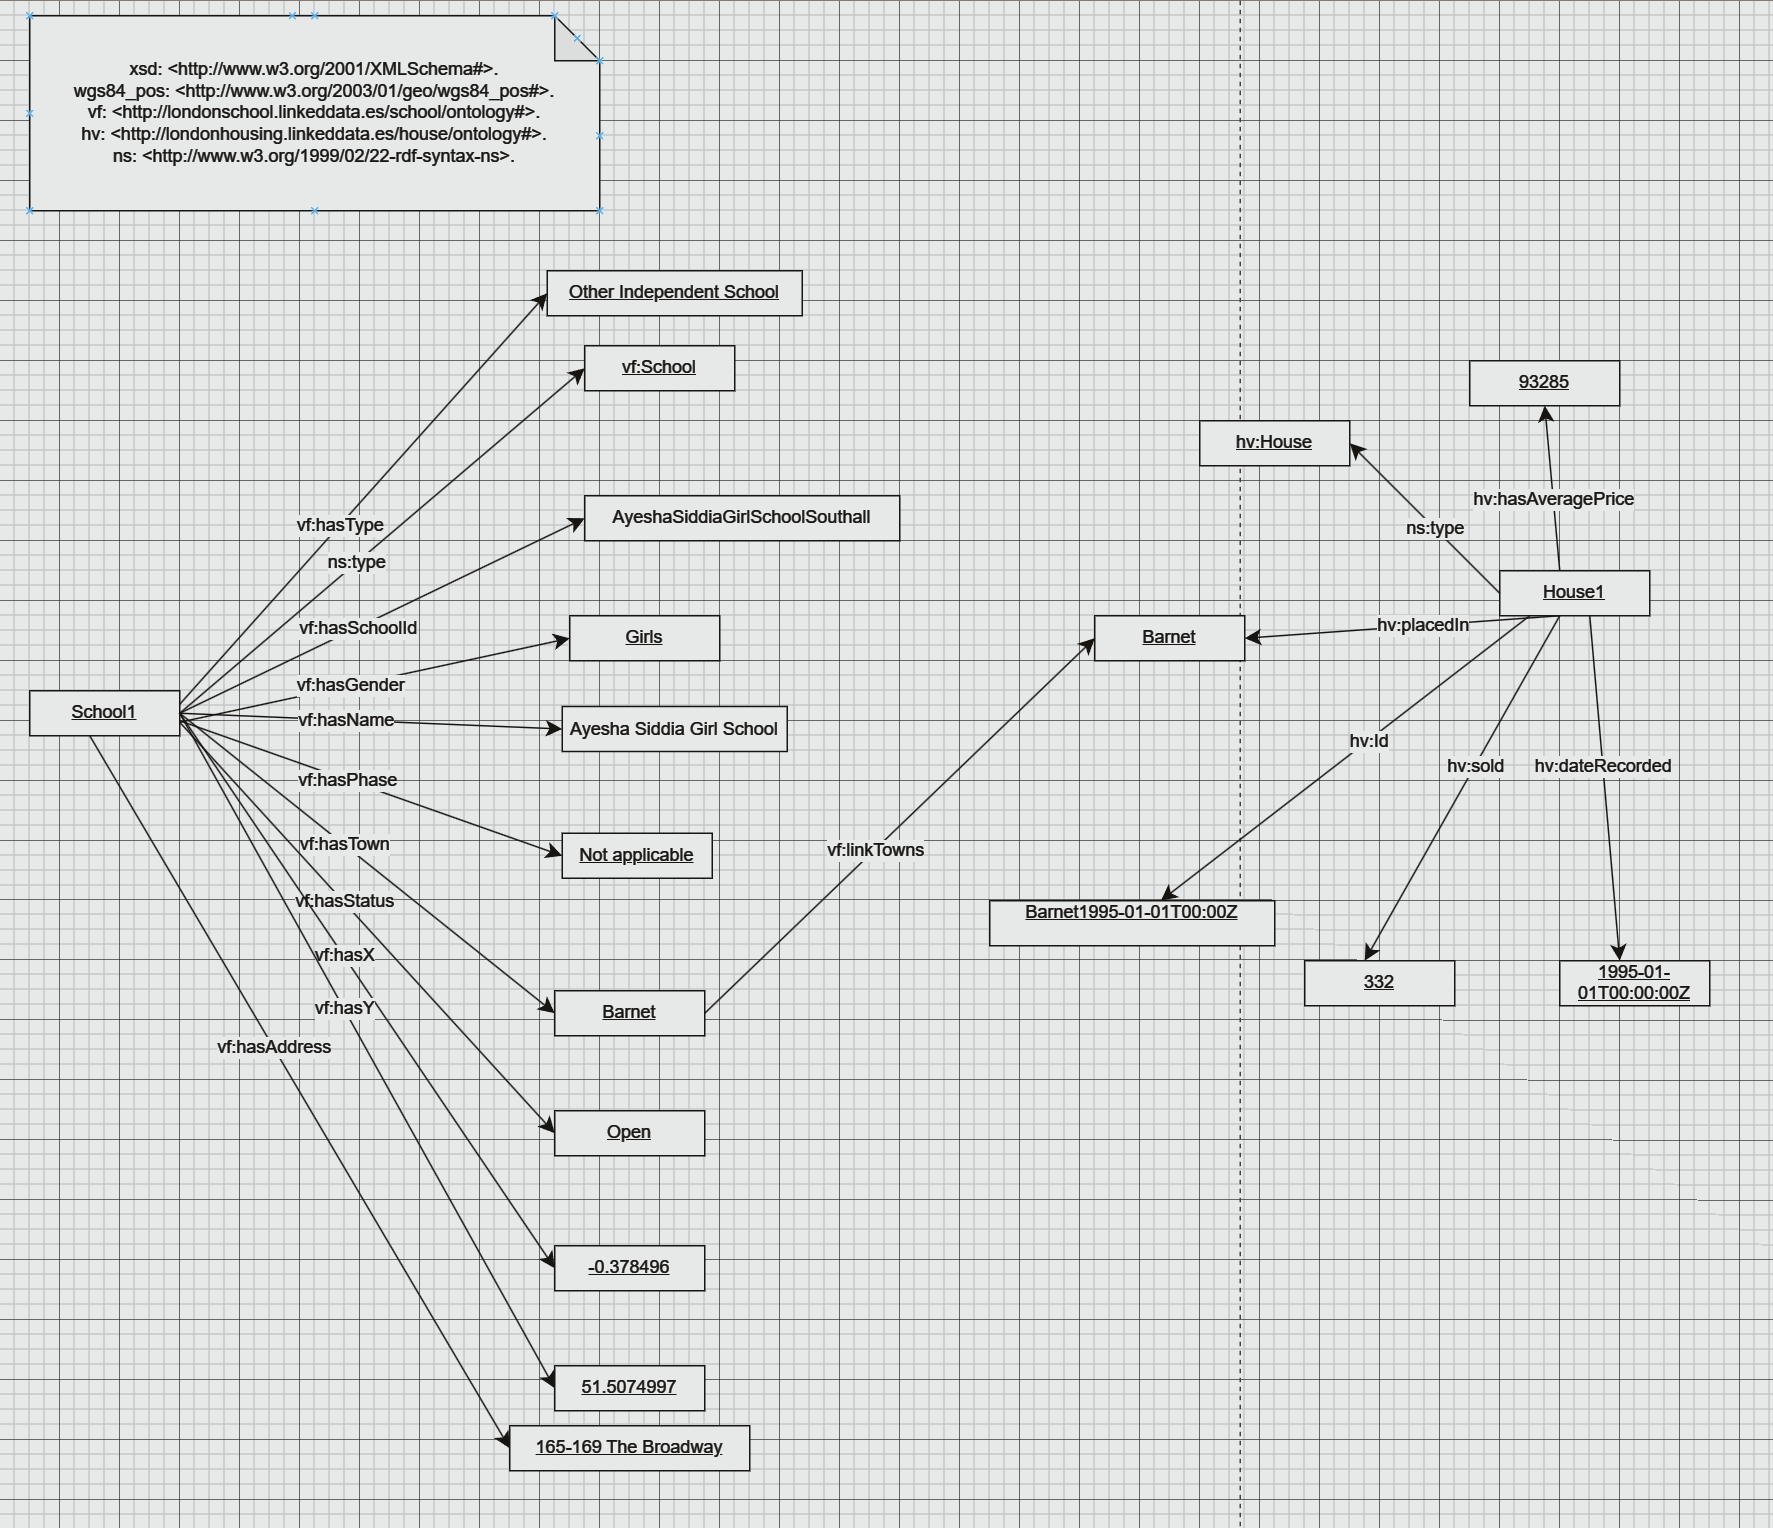 xsd: <http://www.w3.org/2001/XMLSchema#>.
wgs84_pos: <http://www.w3.org/2003/01/geo/wgs84_pos#>.
vf: <http://londonschool.linkeddata.es/school/ontology#>.
hv: <http://londonhousing.linkeddata.es/house/ontology#>.
ns: <http://www.w3.org/1999/02/22-rdf-syntax-ns>.
Other Independent School
vf:School
93285
hv:House
hv:hasAveragePrice
AyeshaSiddiaGirlSchoolSouthall
vf:hasType
ns:type
ns:type
House1
vf:hasSchoolId
Girls
Barnet
hv:placedIn
vf:hasGender
School1
vf:hasName
Ayesha Siddia Girl School
hv:Id
hv:sold
hv:dateRecorded
vf:hasPhase
vf:hasTown
Not applicable
vf:linkTowns
vf:hasStatus
Barnet1995-01-01T00:00Z
vf:hasX
332
1995-01-
01T00:00:00Z
vf:hasY
Barnet
vf:hasAddress
Open
-0.378496
51.5074997
165-169 The Broadway